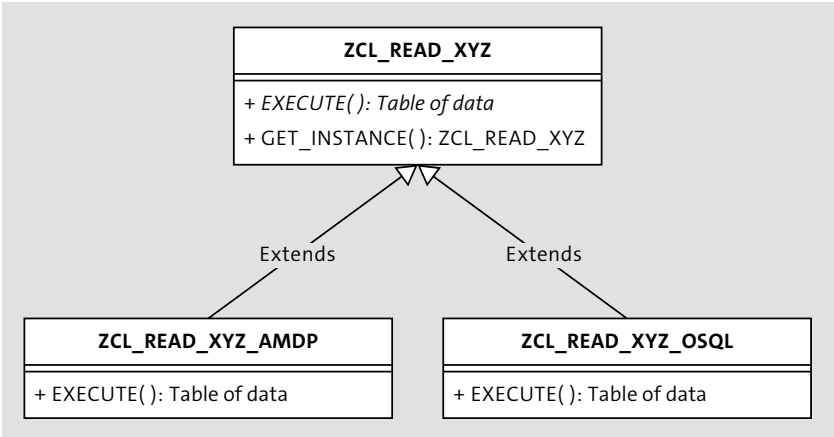 ZCL_READ_XYZ
+ EXECUTE( ): Table of data
+ GET_INSTANCE( ): ZCL_READ_XYZ
Extends
Extends
ZCL_READ_XYZ_AMDP
+ EXECUTE( ): Table of data
ZCL_READ_XYZ_OSQL
+ EXECUTE( ): Table of data